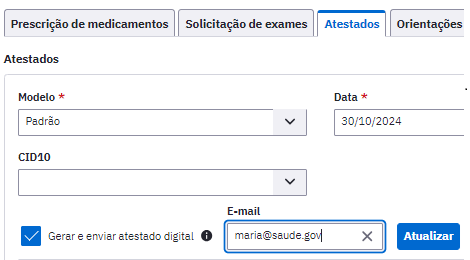 Prescrição de medicamentos Solicitação de exames Atestados Orientações
Atestados
Modelo * Data *
Padrão 30/10/2024
CID10
E-mail
Gerar e enviar atestado digital maria@saude.gov Atualizar